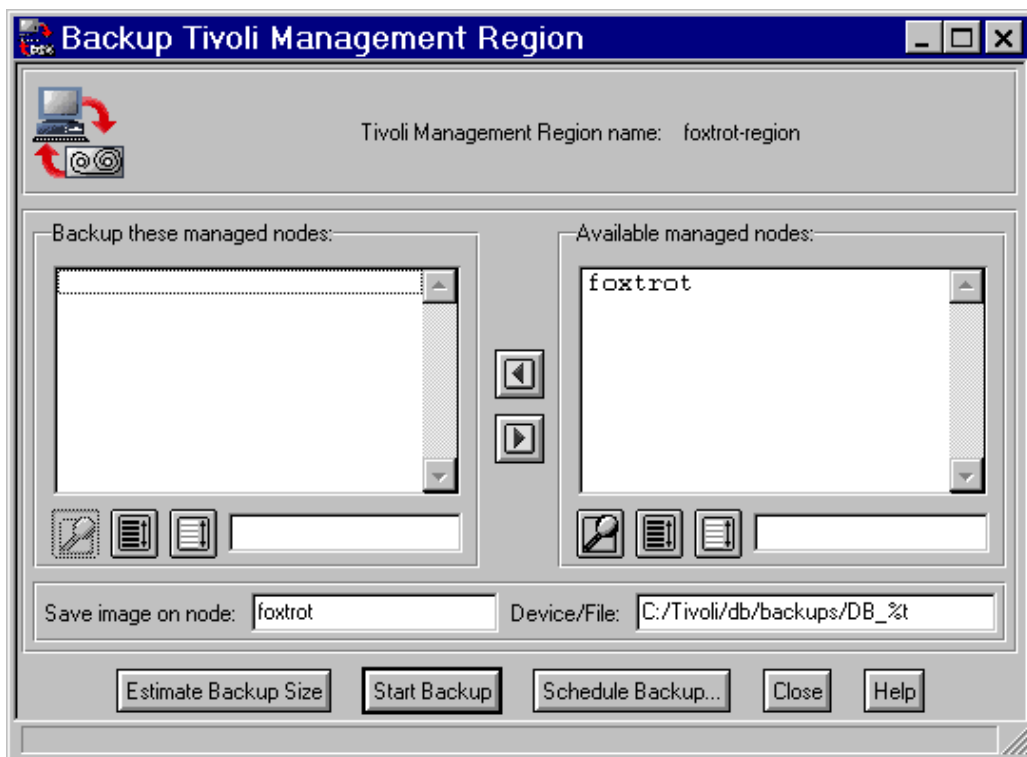 Backup Tivoli Management Region
Tivoli Management Region name: foxtrot-region
Backup these managed nodes:
Available managed nodes:
foxtrot
Save image on node: foxtrot Device/File: C:/Tivoli/db/backups/DB_%t
Estimate Backup Size Start Backup Schedule Backup... Close Help